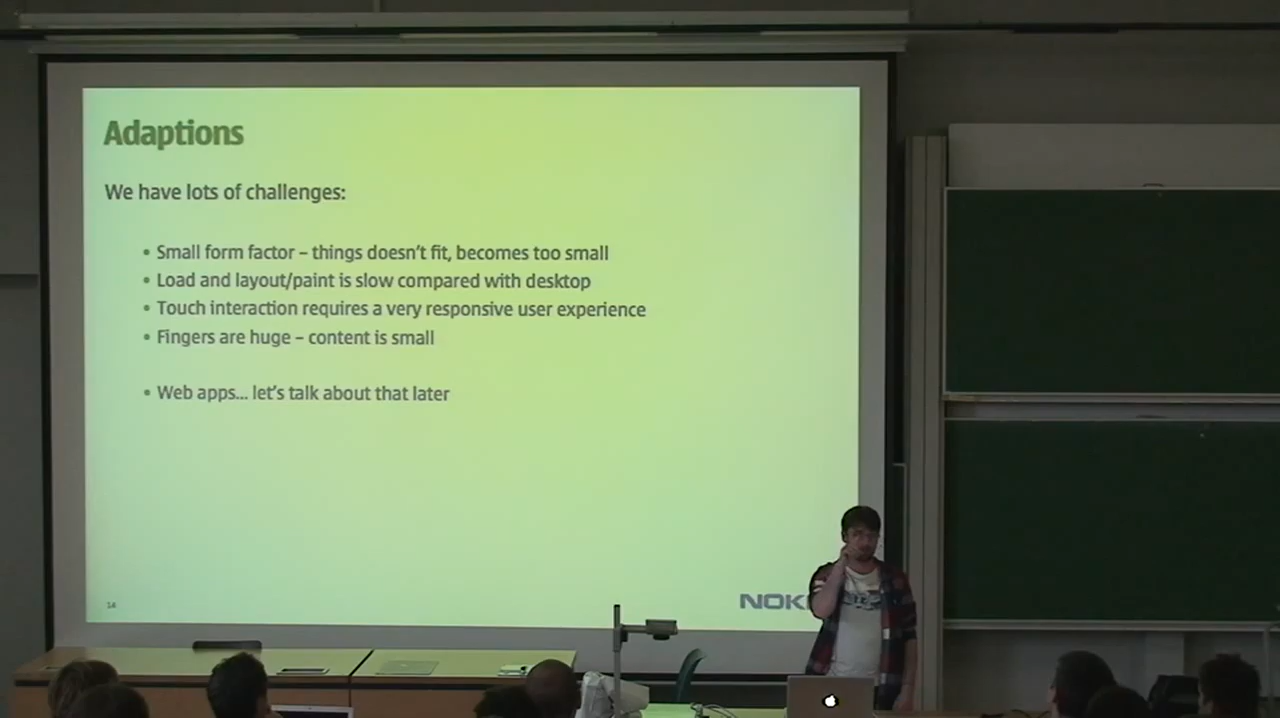 Adaptions
We have lots of challenges:
• Small form factor – things doesn't fit, becomes too small
• Load and layout/paint is slow compared with desktop
• Touch interaction requires a very responsive user experience
• Fingers are huge – content is small
• Web apps... let's talk about that later
14